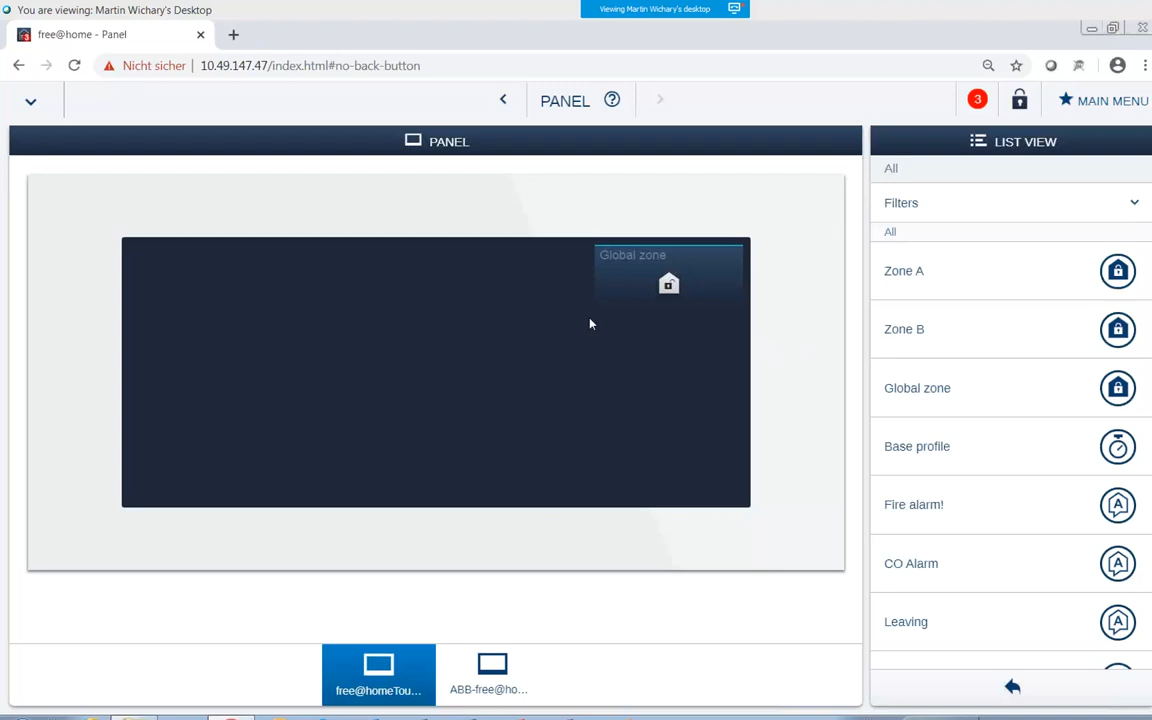 You are viewing: Martin Wichary's Desktop
Viewing Martin Wichary's desktop
free@home - Panel
Nicht sicher
10.49.147.47/index.html#no-back-button
PANEL
3
MAIN MENU
PANEL
LIST VIEW
All
Filters
All
Global zone
Zone A
Zone B
Global zone
Base profile
Fire alarm!
CO Alarm
Leaving
free@homeTou...
ABB-free@ho...